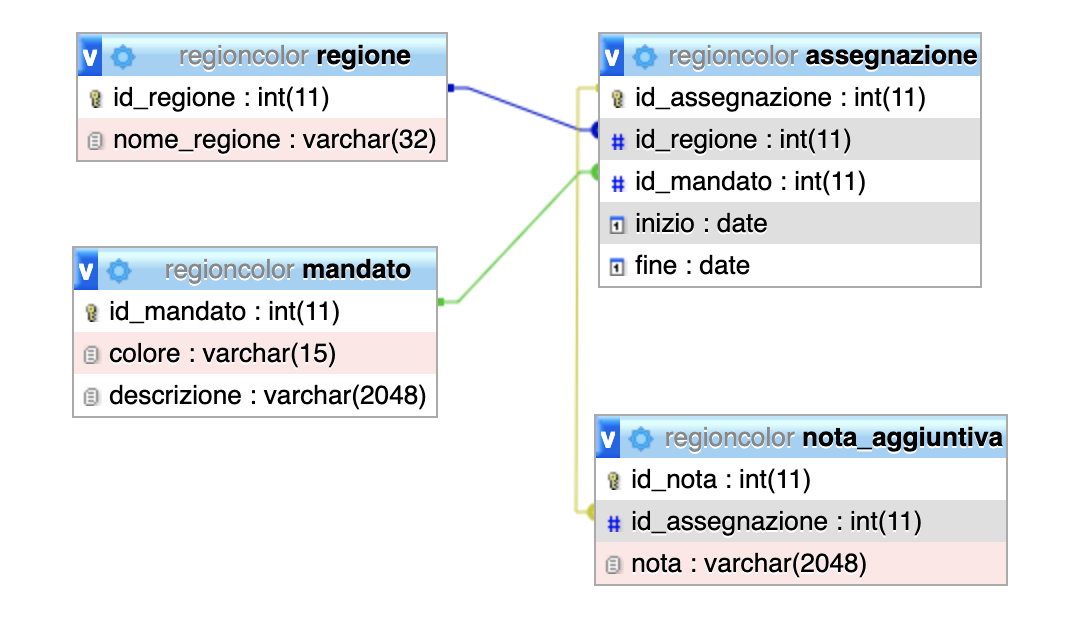 v regioncolor regione
id_regione : int(11)
nome_regione : varchar(32)
v regioncolor mandato
id_mandato : int(11)
colore : varchar(15)
descrizione : varchar(2048)
v regioncolor assegnazione
id_assegnazione : int(11)
# id_regione : int(11)
# id_mandato : int(11)
1 inizio : date
1 fine : date
v regioncolor nota_aggiuntiva
id_nota : int(11)
# id_assegnazione : int(11)
nota : varchar(2048)